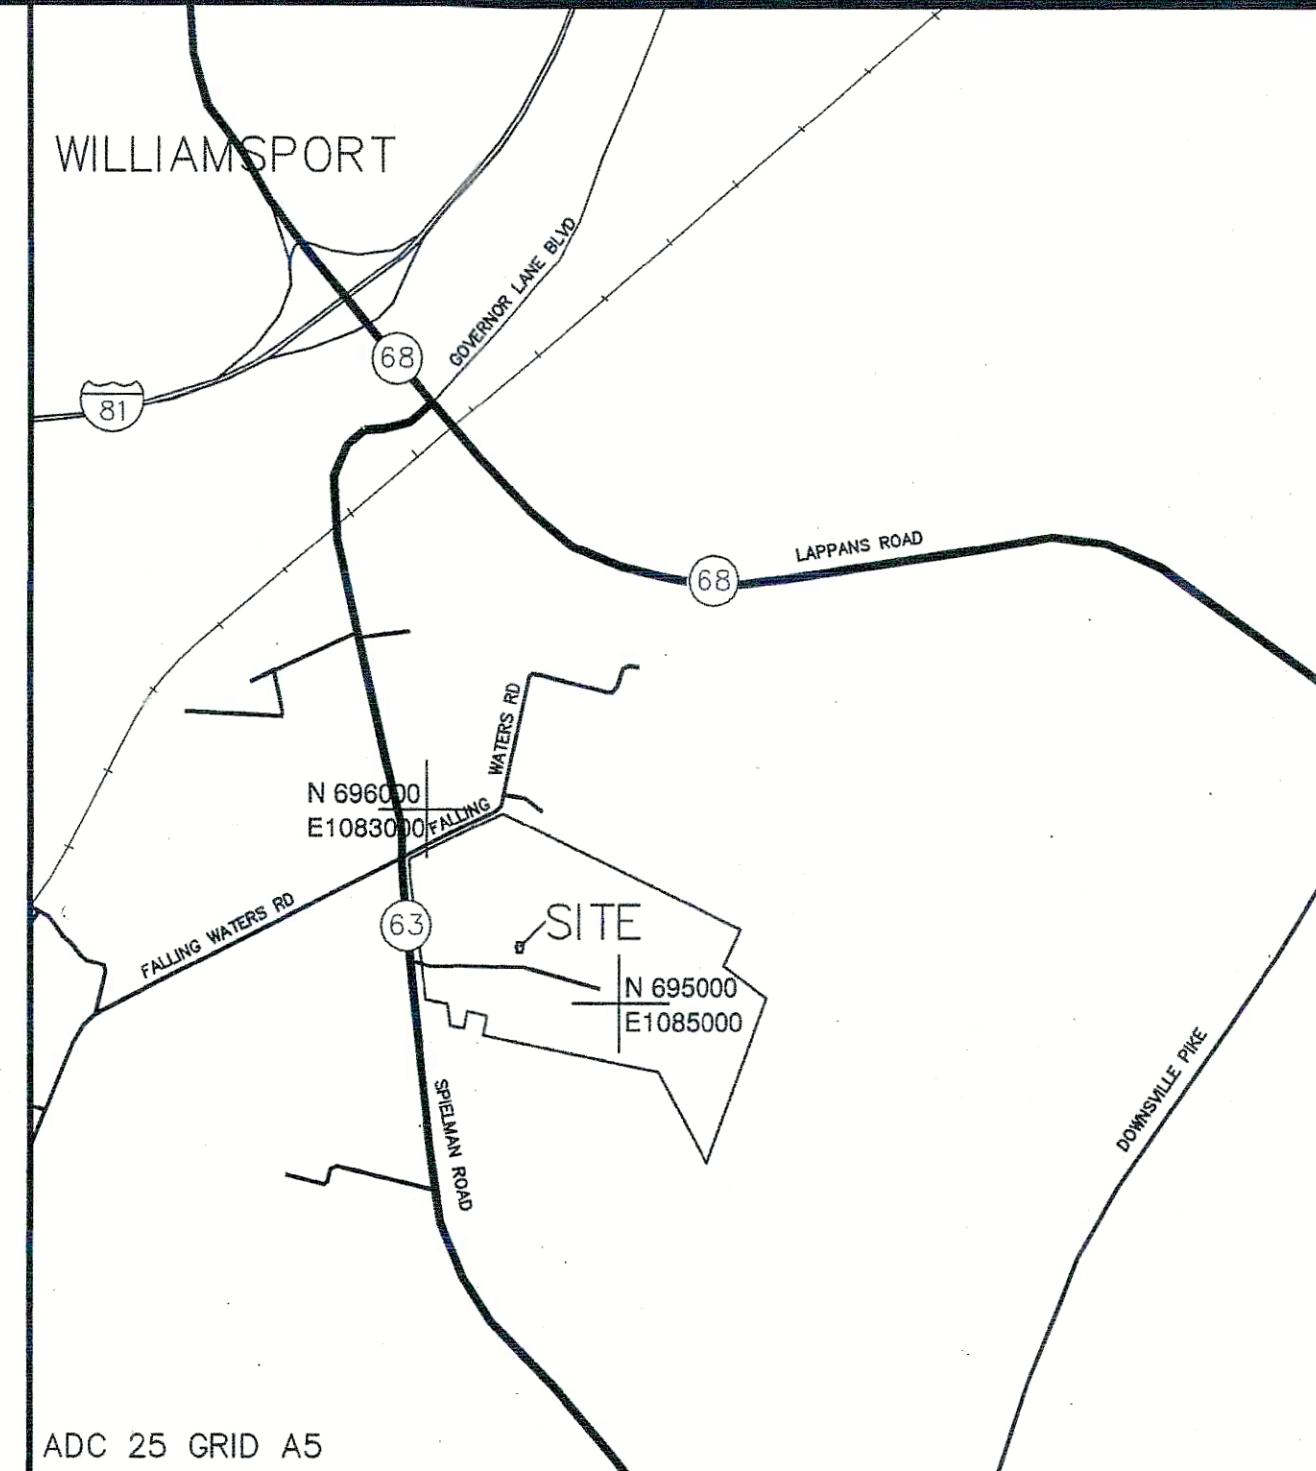 WILLIAMSPORT
GOVERNOR LANE BLVD
68
81
LAPPANS ROAD
68
WATERS RD
N 696000
E1083000
FALLING
FALLING WATERS RD
63
SITE
N 695000
E1085000
DOWNSVILLE PIKE
SPIELMAN ROAD
ADC 25 GRID A5